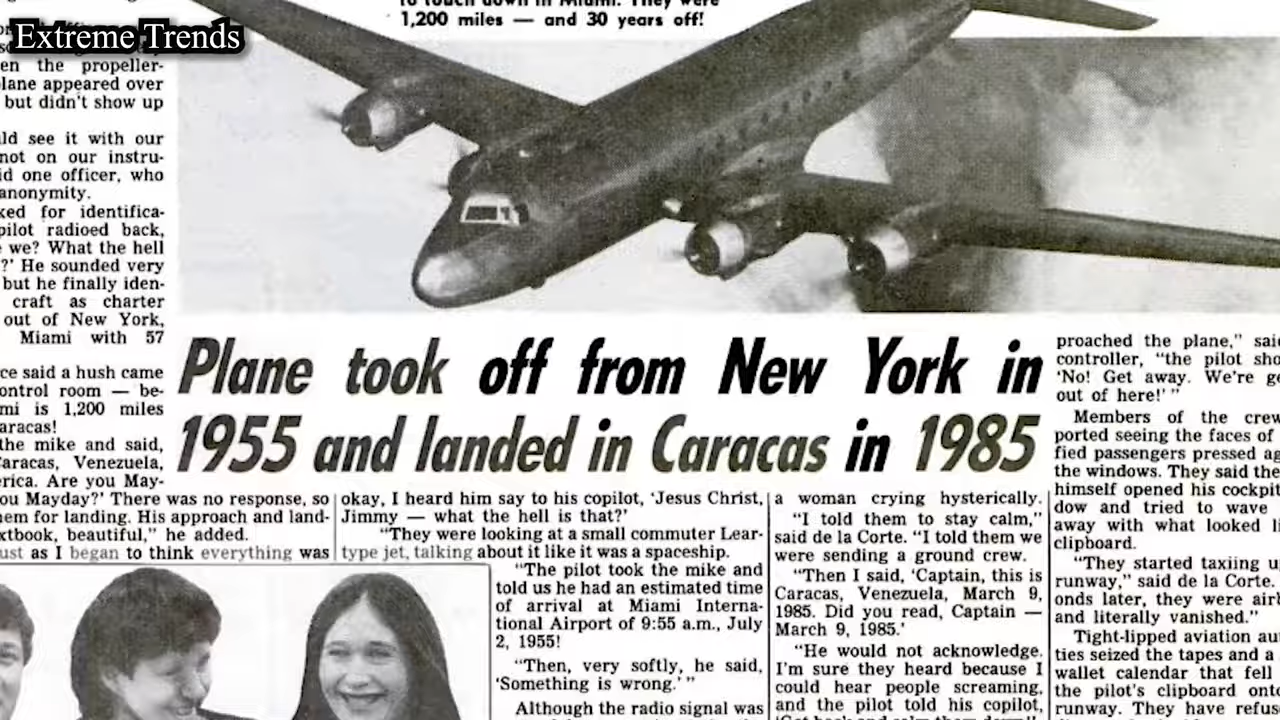 to touch down in Miami. They were
1,200 miles — and 30 years off!
Extreme Trends
en the propeller-
lane appeared over
but didn't show up
ld see it with our
not on our instru-
id one officer, who
anonymity.
ked for identifica-
pilot radioed back,
we? What the hell
?' He sounded very
but he finally iden-
craft as charter
out of New York,
Miami with 57
ce said a hush came
ontrol room — be-
mi is 1,200 miles
aracas!
the mike and said,
Caracas, Venezuela,
erica. Are you May-
ou Mayday?' There was no response, so
hem for landing. His approach and land-
xtbook, beautiful," he added.
ust as I began to think everything was
Plane took off from New York in
1955 and landed in Caracas in 1985
okay, I heard him say to his copilot, 'Jesus Christ,
Jimmy — what the hell is that?'
"They were looking at a small commuter Lear-
type jet, talking about it like it was a spaceship.
"The pilot took the mike and
told us he had an estimated time
of arrival at Miami Interna-
tional Airport of 9:55 a.m., July
2, 1955!
"Then, very softly, he said,
'Something is wrong.' "
Although the radio signal was
a woman crying hysterically.
"I told them to stay calm,"
said de la Corte. "I told them we
were sending a ground crew.
"Then I said, 'Captain, this is
Caracas, Venezuela, March 9,
1985. Did you read, Captain —
March 9, 1985.'
"He would not acknowledge.
I'm sure they heard because I
could hear people screaming,
and the pilot told his copilot,
proached the plane," said
controller, "the pilot sho
'No! Get away. We're ge
out of here!' "
Members of the crew
ported seeing the faces of
fied passengers pressed ag
the windows. They said the
himself opened his cockpit
dow and tried to wave
away with what looked li
clipboard.
"They started taxiing u
runway," said de la Corte.
onds later, they were airb
and literally vanished."
Tight-lipped aviation au
ties seized the tapes and a
wallet calendar that fell
the pilot's clipboard onto
runway. They have refus